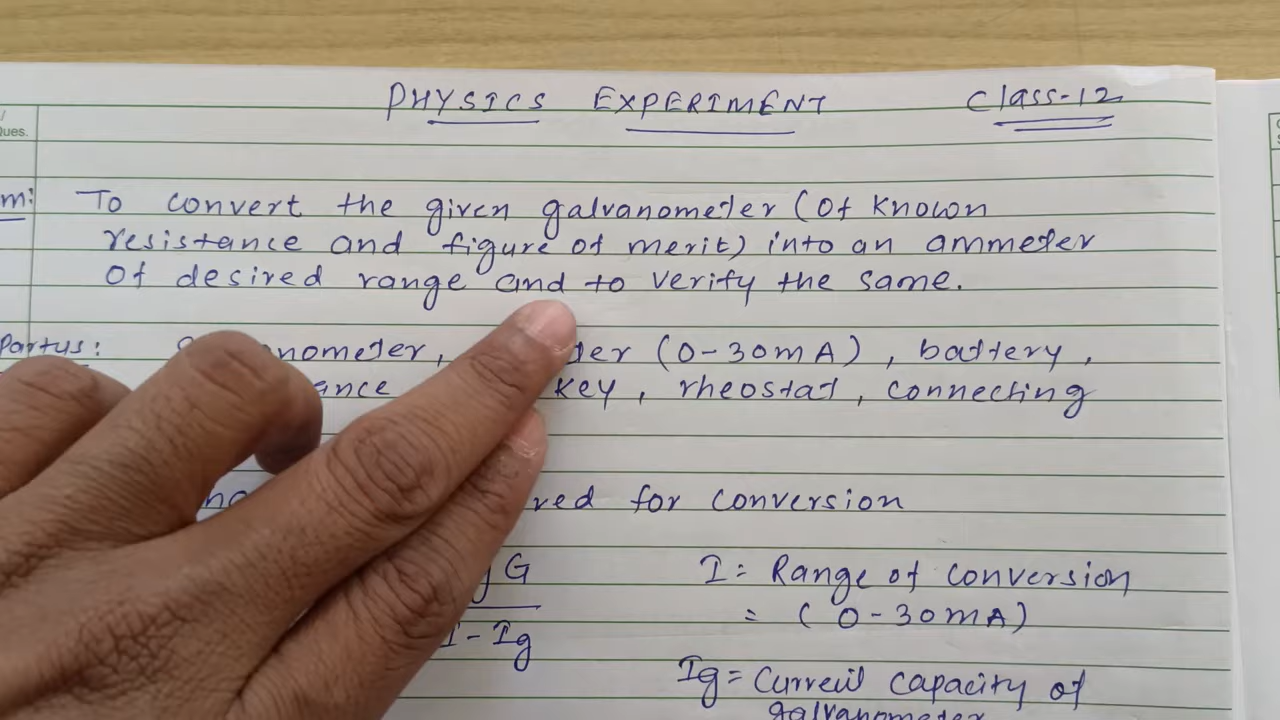 PHYSICS EXPERIMENT Class-12
Ques.
m: To convert the given galvanometer (Of known
resistance and figure of merit) into an ammeter
Of desired range and to verify the same.
partus: nometer, ter (0-30mA), battery,
ance key, rheostat, connecting
red for conversion
G
I - Ig
I = Range of conversion
= (0-30mA)
Ig = Current capacity of
galvanometer